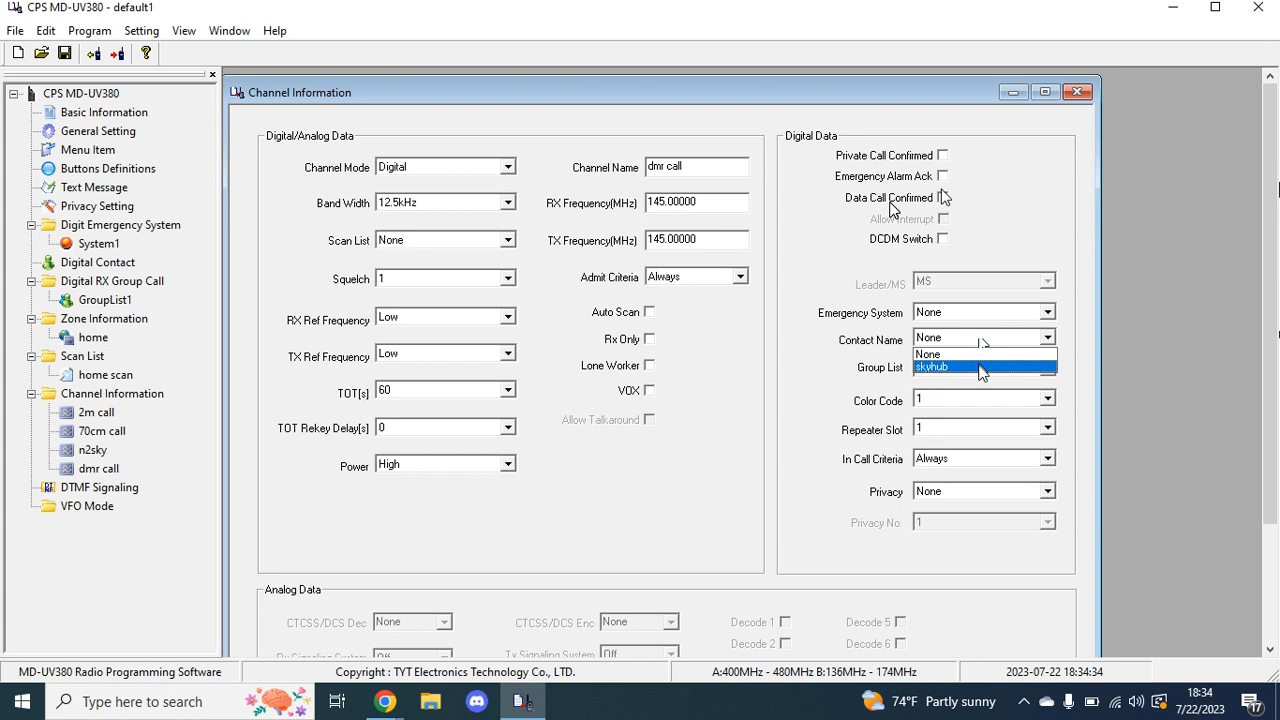 CPS MD-UV380 - default1
File Edit Program Setting View Window Help
CPS MD-UV380
Basic Information
General Setting
Menu Item
Buttons Definitions
Text Message
Privacy Setting
Digit Emergency System
System1
Digital Contact
Digital RX Group Call
GroupList1
Zone Information
home
Scan List
home scan
Channel Information
2m call
70cm call
n2sky
dmr call
DTMF Signaling
VFO Mode
Channel Information
Digital/Analog Data
Channel Mode Digital
Channel Name dmr call
Band Width 12.5kHz
RX Frequency(MHz) 145.00000
Scan List None
TX Frequency(MHz) 145.00000
Squelch 1
Admit Criteria Always
RX Ref Frequency Low
Auto Scan
TX Ref Frequency Low
Rx Only
Lone Worker
TOT[s] 60
VOX
TOT Rekey Delay[s] 0
Allow Talkaround
Power High
Digital Data
Private Call Confirmed
Emergency Alarm Ack
Data Call Confirmed
Allow Interrupt
DCDM Switch
Leader/MS MS
Emergency System None
Contact Name None
None
skyhub
Group List
Color Code 1
Repeater Slot 1
In Call Criteria Always
Privacy None
Privacy No. 1
Analog Data
CTCSS/DCS Dec None
CTCSS/DCS Enc None
Decode 1
Decode 5
Decode 2
Decode 6
Rx Signaling System Off
Tx Signaling System Off
MD-UV380 Radio Programming Software
Copyright : TYT Electronics Technology Co., LTD.
A:400MHz - 480MHz B:136MHz - 174MHz
2023-07-22 18:34:34
Type here to search
74°F Partly sunny
18:34
7/22/2023
17